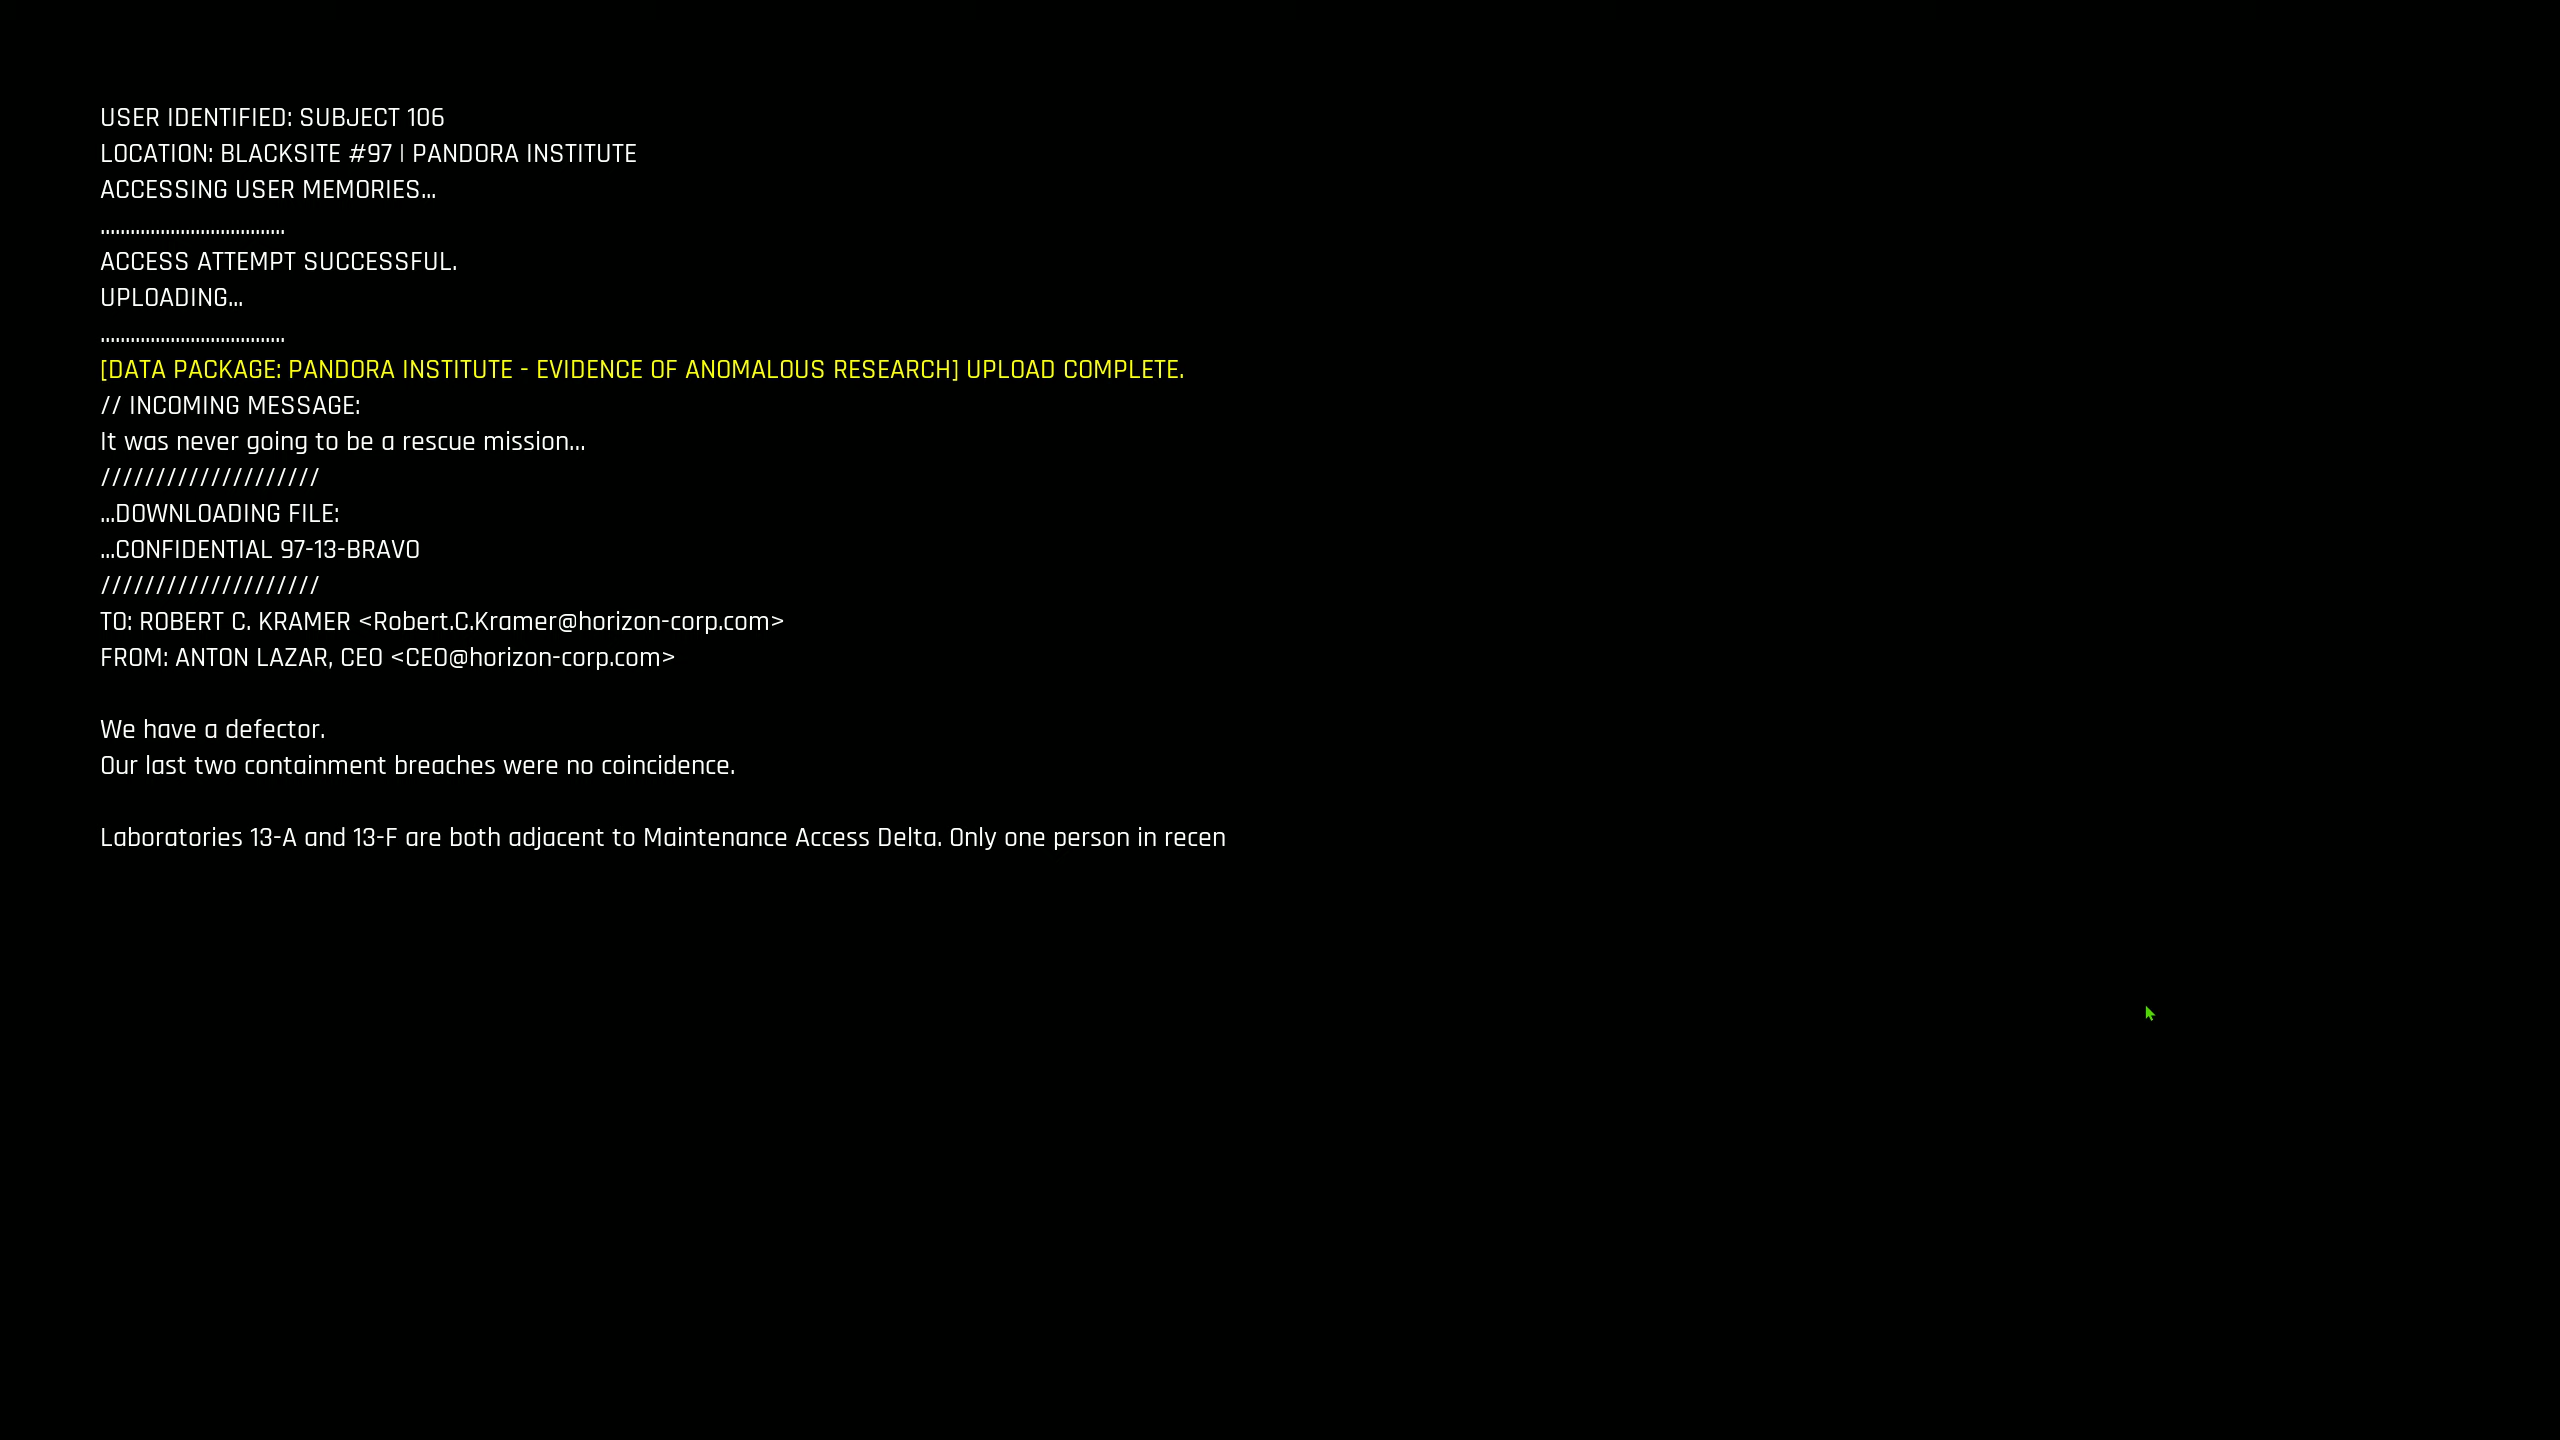 USER IDENTIFIED: SUBJECT 106
LOCATION: BLACKSITE #97 | PANDORA INSTITUTE
ACCESSING USER MEMORIES...
.....................................
ACCESS ATTEMPT SUCCESSFUL.
UPLOADING...
.....................................
[DATA PACKAGE: PANDORA INSTITUTE - EVIDENCE OF ANOMALOUS RESEARCH] UPLOAD COMPLETE.
// INCOMING MESSAGE:
It was never going to be a rescue mission...
////////////////////
...DOWNLOADING FILE:
...CONFIDENTIAL 97-13-BRAVO
////////////////////
TO: ROBERT C. KRAMER <Robert.C.Kramer@horizon-corp.com>
FROM: ANTON LAZAR, CEO <CEO@horizon-corp.com>
We have a defector.
Our last two containment breaches were no coincidence.
Laboratories 13-A and 13-F are both adjacent to Maintenance Access Delta. Only one person in recen